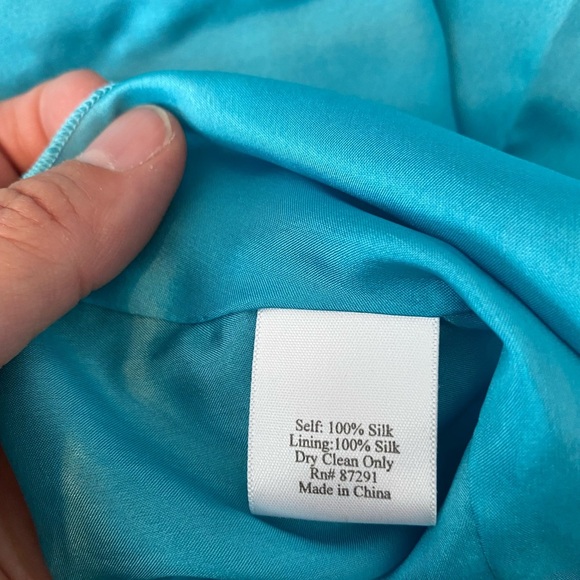 Self: 100% Silk
Lining:100% Silk
Dry Clean Only
Rn# 87291
Made in China